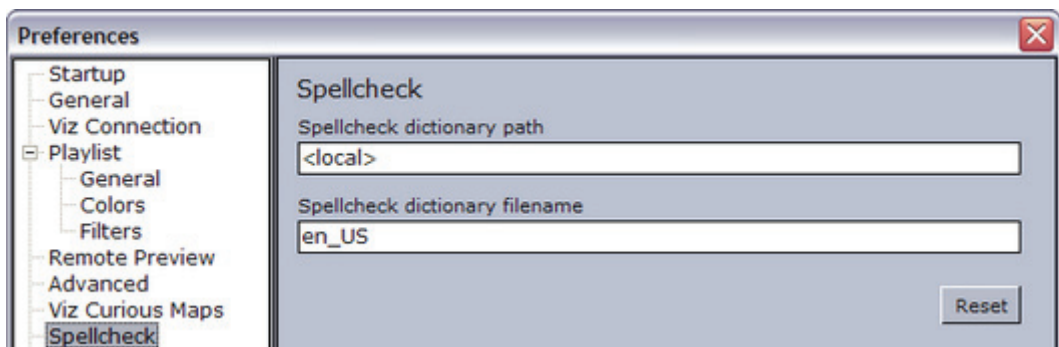 Preferences
Startup
General
Viz Connection
Playlist
General
Colors
Filters
Remote Preview
Advanced
Viz Curious Maps
Spellcheck
Spellcheck
Spellcheck dictionary path
<local>
Spellcheck dictionary filename
en_US
Reset